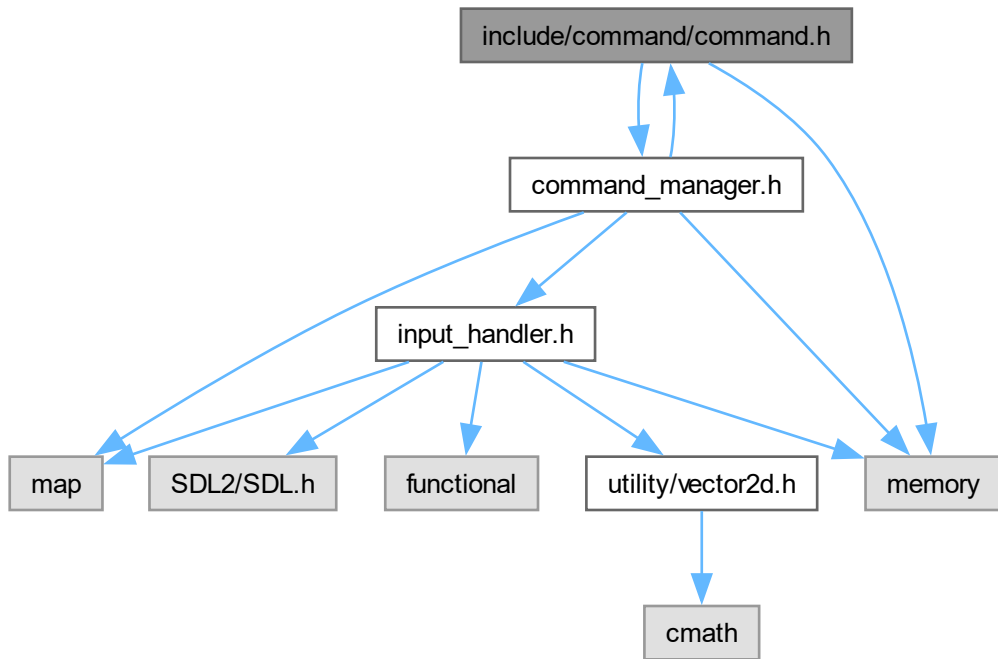 include/command/command.h
command_manager.h
input_handler.h
map
SDL2/SDL.h
functional
utility/vector2d.h
memory
cmath